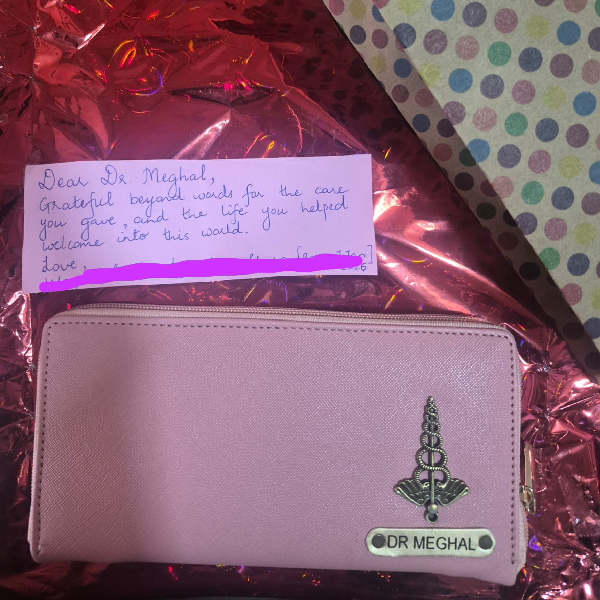 Dear Dr. Meghal,
Grateful beyond words for the care
you gave, and the life you helped
welcome into this world.
Love,
DR MEGHAL